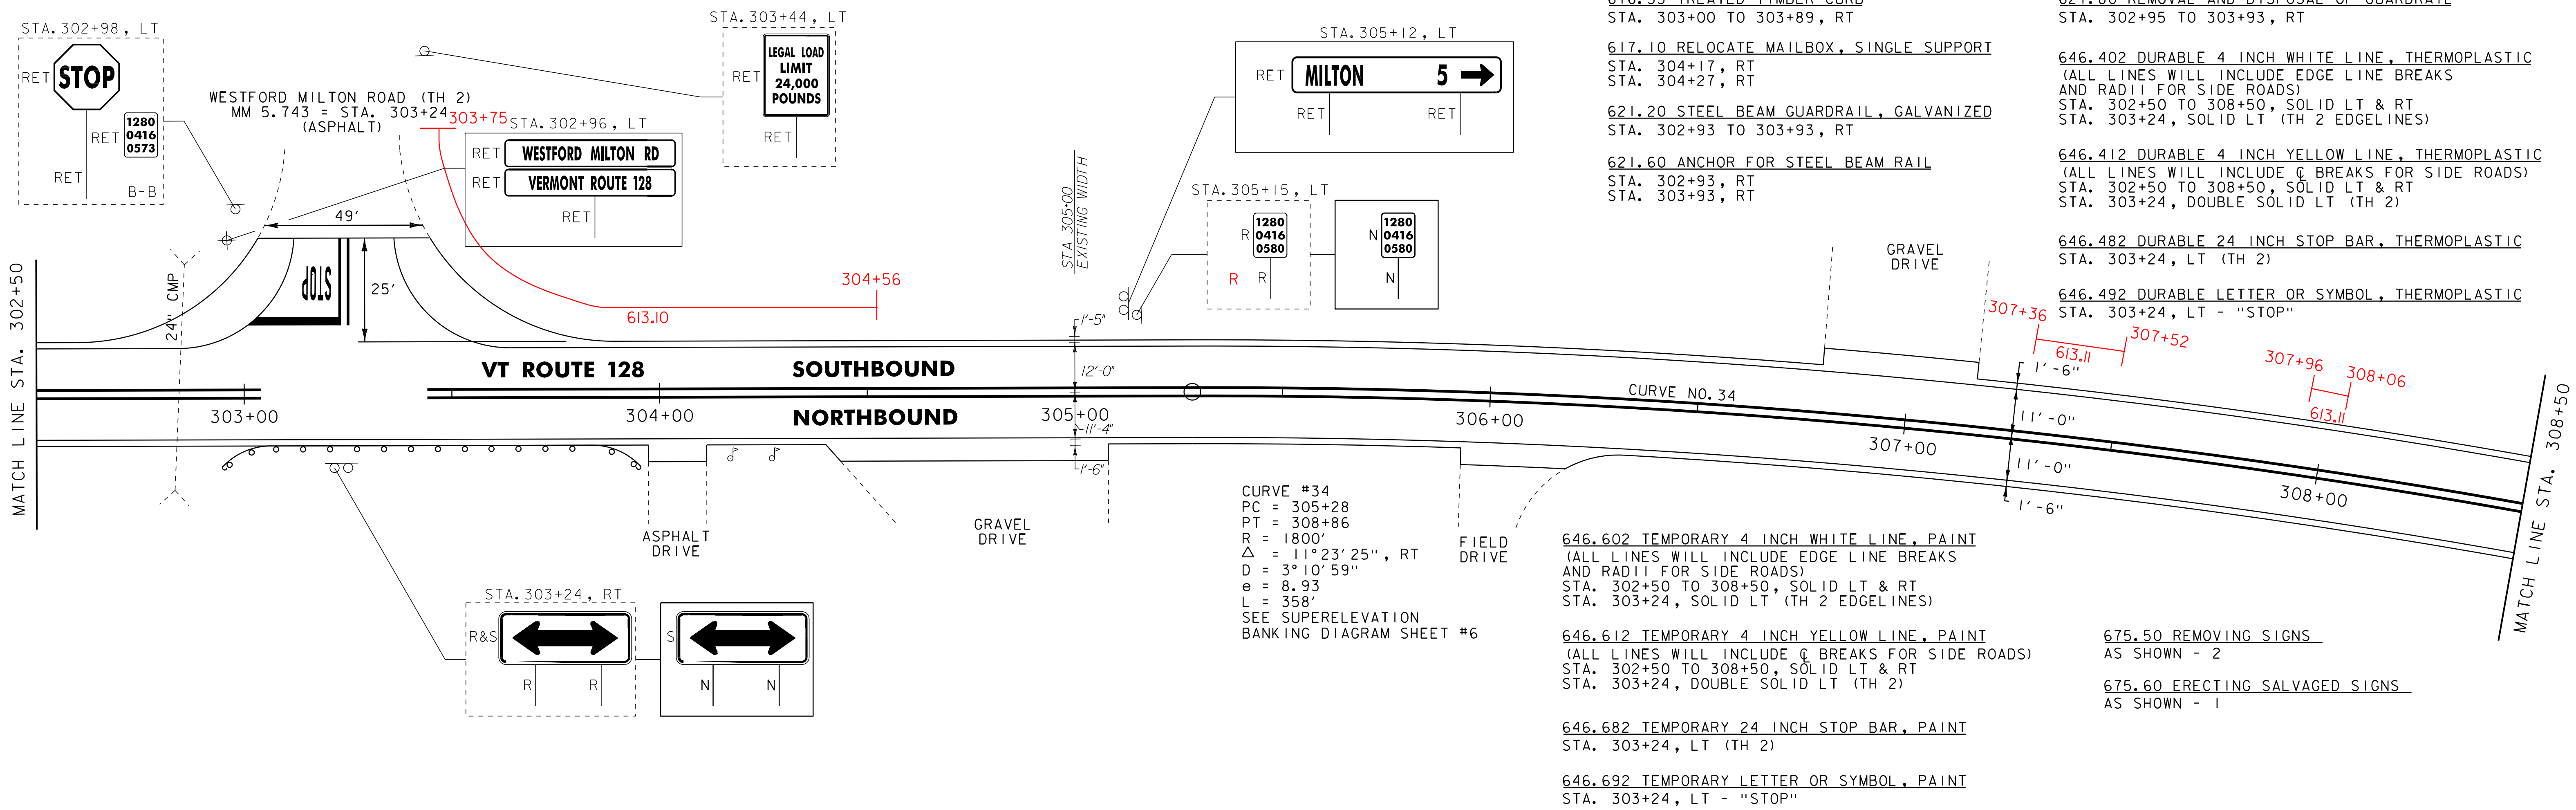 616.35 TREATED TIMBER CURB
STA. 303+00 TO 303+89, RT
617.10 RELOCATE MAILBOX, SINGLE SUPPORT
STA. 304+17, RT
STA. 304+27, RT
621.20 STEEL BEAM GUARDRAIL, GALVANIZED
STA. 302+93 TO 303+93, RT
621.60 ANCHOR FOR STEEL BEAM RAIL
STA. 302+93, RT
STA. 303+93, RT
621.80 REMOVAL AND DISPOSAL OF GUARDRAIL
STA. 302+95 TO 303+93, RT
646.402 DURABLE 4 INCH WHITE LINE, THERMOPLASTIC
(ALL LINES WILL INCLUDE EDGE LINE BREAKS
AND RADII FOR SIDE ROADS)
STA. 302+50 TO 308+50, SOLID LT & RT
STA. 303+24, SOLID LT (TH 2 EDGELINES)
646.412 DURABLE 4 INCH YELLOW LINE, THERMOPLASTIC
(ALL LINES WILL INCLUDE ℄ BREAKS FOR SIDE ROADS)
STA. 302+50 TO 308+50, SOLID LT & RT
STA. 303+24, DOUBLE SOLID LT (TH 2)
646.482 DURABLE 24 INCH STOP BAR, THERMOPLASTIC
STA. 303+24, LT (TH 2)
646.492 DURABLE LETTER OR SYMBOL, THERMOPLASTIC
STA. 303+24, LT - "STOP"
STA. 302+98, LT
RET
STOP
RET
1280
0416
0573
RET
B-B
WESTFORD MILTON ROAD (TH 2)
MM 5.743 = STA. 303+24
(ASPHALT)
303+75
STA. 303+44, LT
RET
LEGAL LOAD
LIMIT
24,000
POUNDS
RET
STA. 302+96, LT
RET
WESTFORD MILTON RD
RET
VERMONT ROUTE 128
RET
STA. 305+12, LT
RET
MILTON 5
RET
RET
STA. 305+15, LT
R
1280
0416
0580
R
R
N
1280
0416
0580
N
STA 305+00
EXISTING WIDTH
49'
25'
24" CMP
STOP
613.10
304+56
MATCH LINE STA. 302+50
VT ROUTE 128
SOUTHBOUND
NORTHBOUND
303+00
304+00
305+00
306+00
307+00
308+00
1'-5"
12'-0"
11'-4"
1'-6"
GRAVEL
DRIVE
CURVE NO. 34
307+36
613.11
307+52
307+96
308+06
613.11
1'-6"
11'-0"
11'-0"
1'-6"
MATCH LINE STA. 308+50
ASPHALT
DRIVE
GRAVEL
DRIVE
FIELD
DRIVE
CURVE #34
PC = 305+28
PT = 308+86
R = 1800'
Δ = 11°23'25", RT
D = 3°10'59"
e = 8.93
L = 358'
SEE SUPERELEVATION
BANKING DIAGRAM SHEET #6
STA. 303+24, RT
R&S
R
R
S
N
N
646.602 TEMPORARY 4 INCH WHITE LINE, PAINT
(ALL LINES WILL INCLUDE EDGE LINE BREAKS
AND RADII FOR SIDE ROADS)
STA. 302+50 TO 308+50, SOLID LT & RT
STA. 303+24, SOLID LT (TH 2 EDGELINES)
646.612 TEMPORARY 4 INCH YELLOW LINE, PAINT
(ALL LINES WILL INCLUDE ℄ BREAKS FOR SIDE ROADS)
STA. 302+50 TO 308+50, SOLID LT & RT
STA. 303+24, DOUBLE SOLID LT (TH 2)
646.682 TEMPORARY 24 INCH STOP BAR, PAINT
STA. 303+24, LT (TH 2)
646.692 TEMPORARY LETTER OR SYMBOL, PAINT
STA. 303+24, LT - "STOP"
675.50 REMOVING SIGNS
AS SHOWN - 2
675.60 ERECTING SALVAGED SIGNS
AS SHOWN - 1